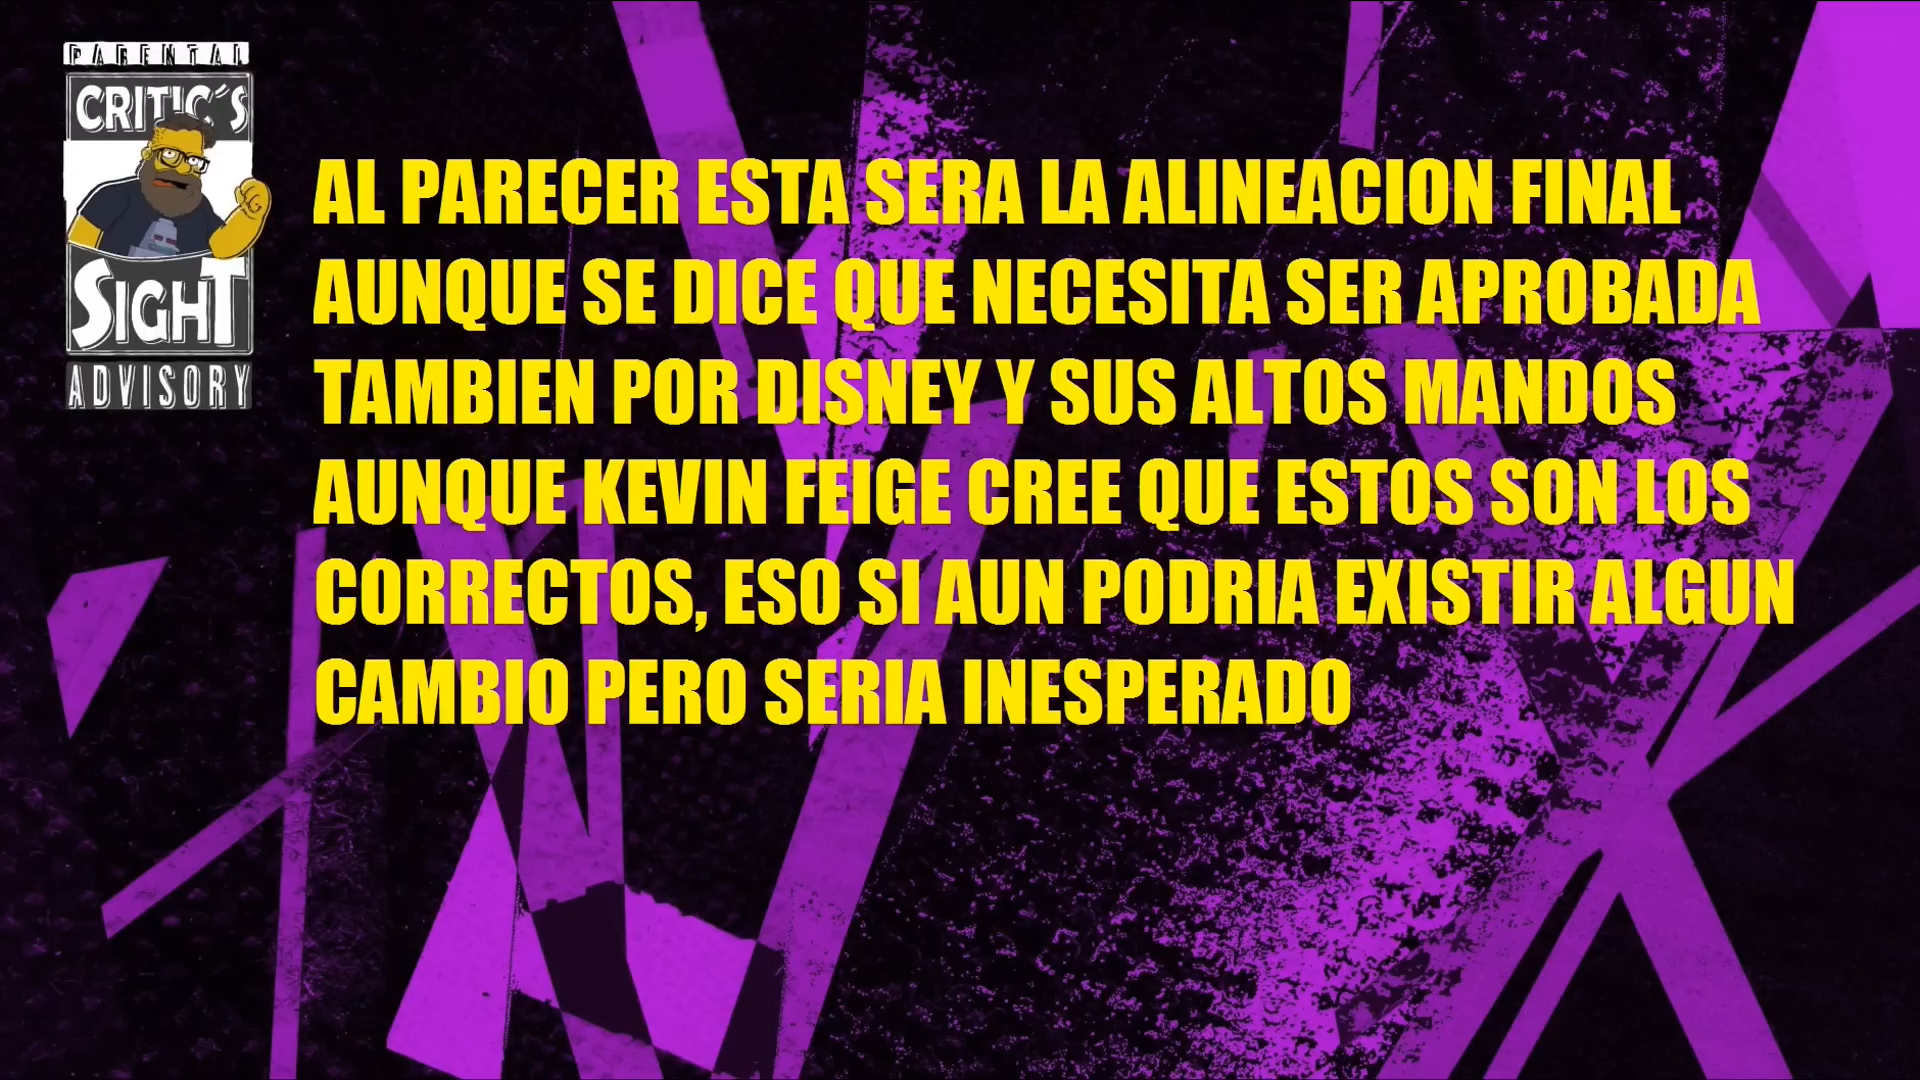 PARENTAL
CRITIC´S
SIGHT
ADVISORY
AL PARECER ESTA SERA LA ALINEACION FINAL
AUNQUE SE DICE QUE NECESITA SER APROBADA
TAMBIEN POR DISNEY Y SUS ALTOS MANDOS
AUNQUE KEVIN FEIGE CREE QUE ESTOS SON LOS
CORRECTOS, ESO SI AUN PODRIA EXISTIR ALGUN
CAMBIO PERO SERIA INESPERADO